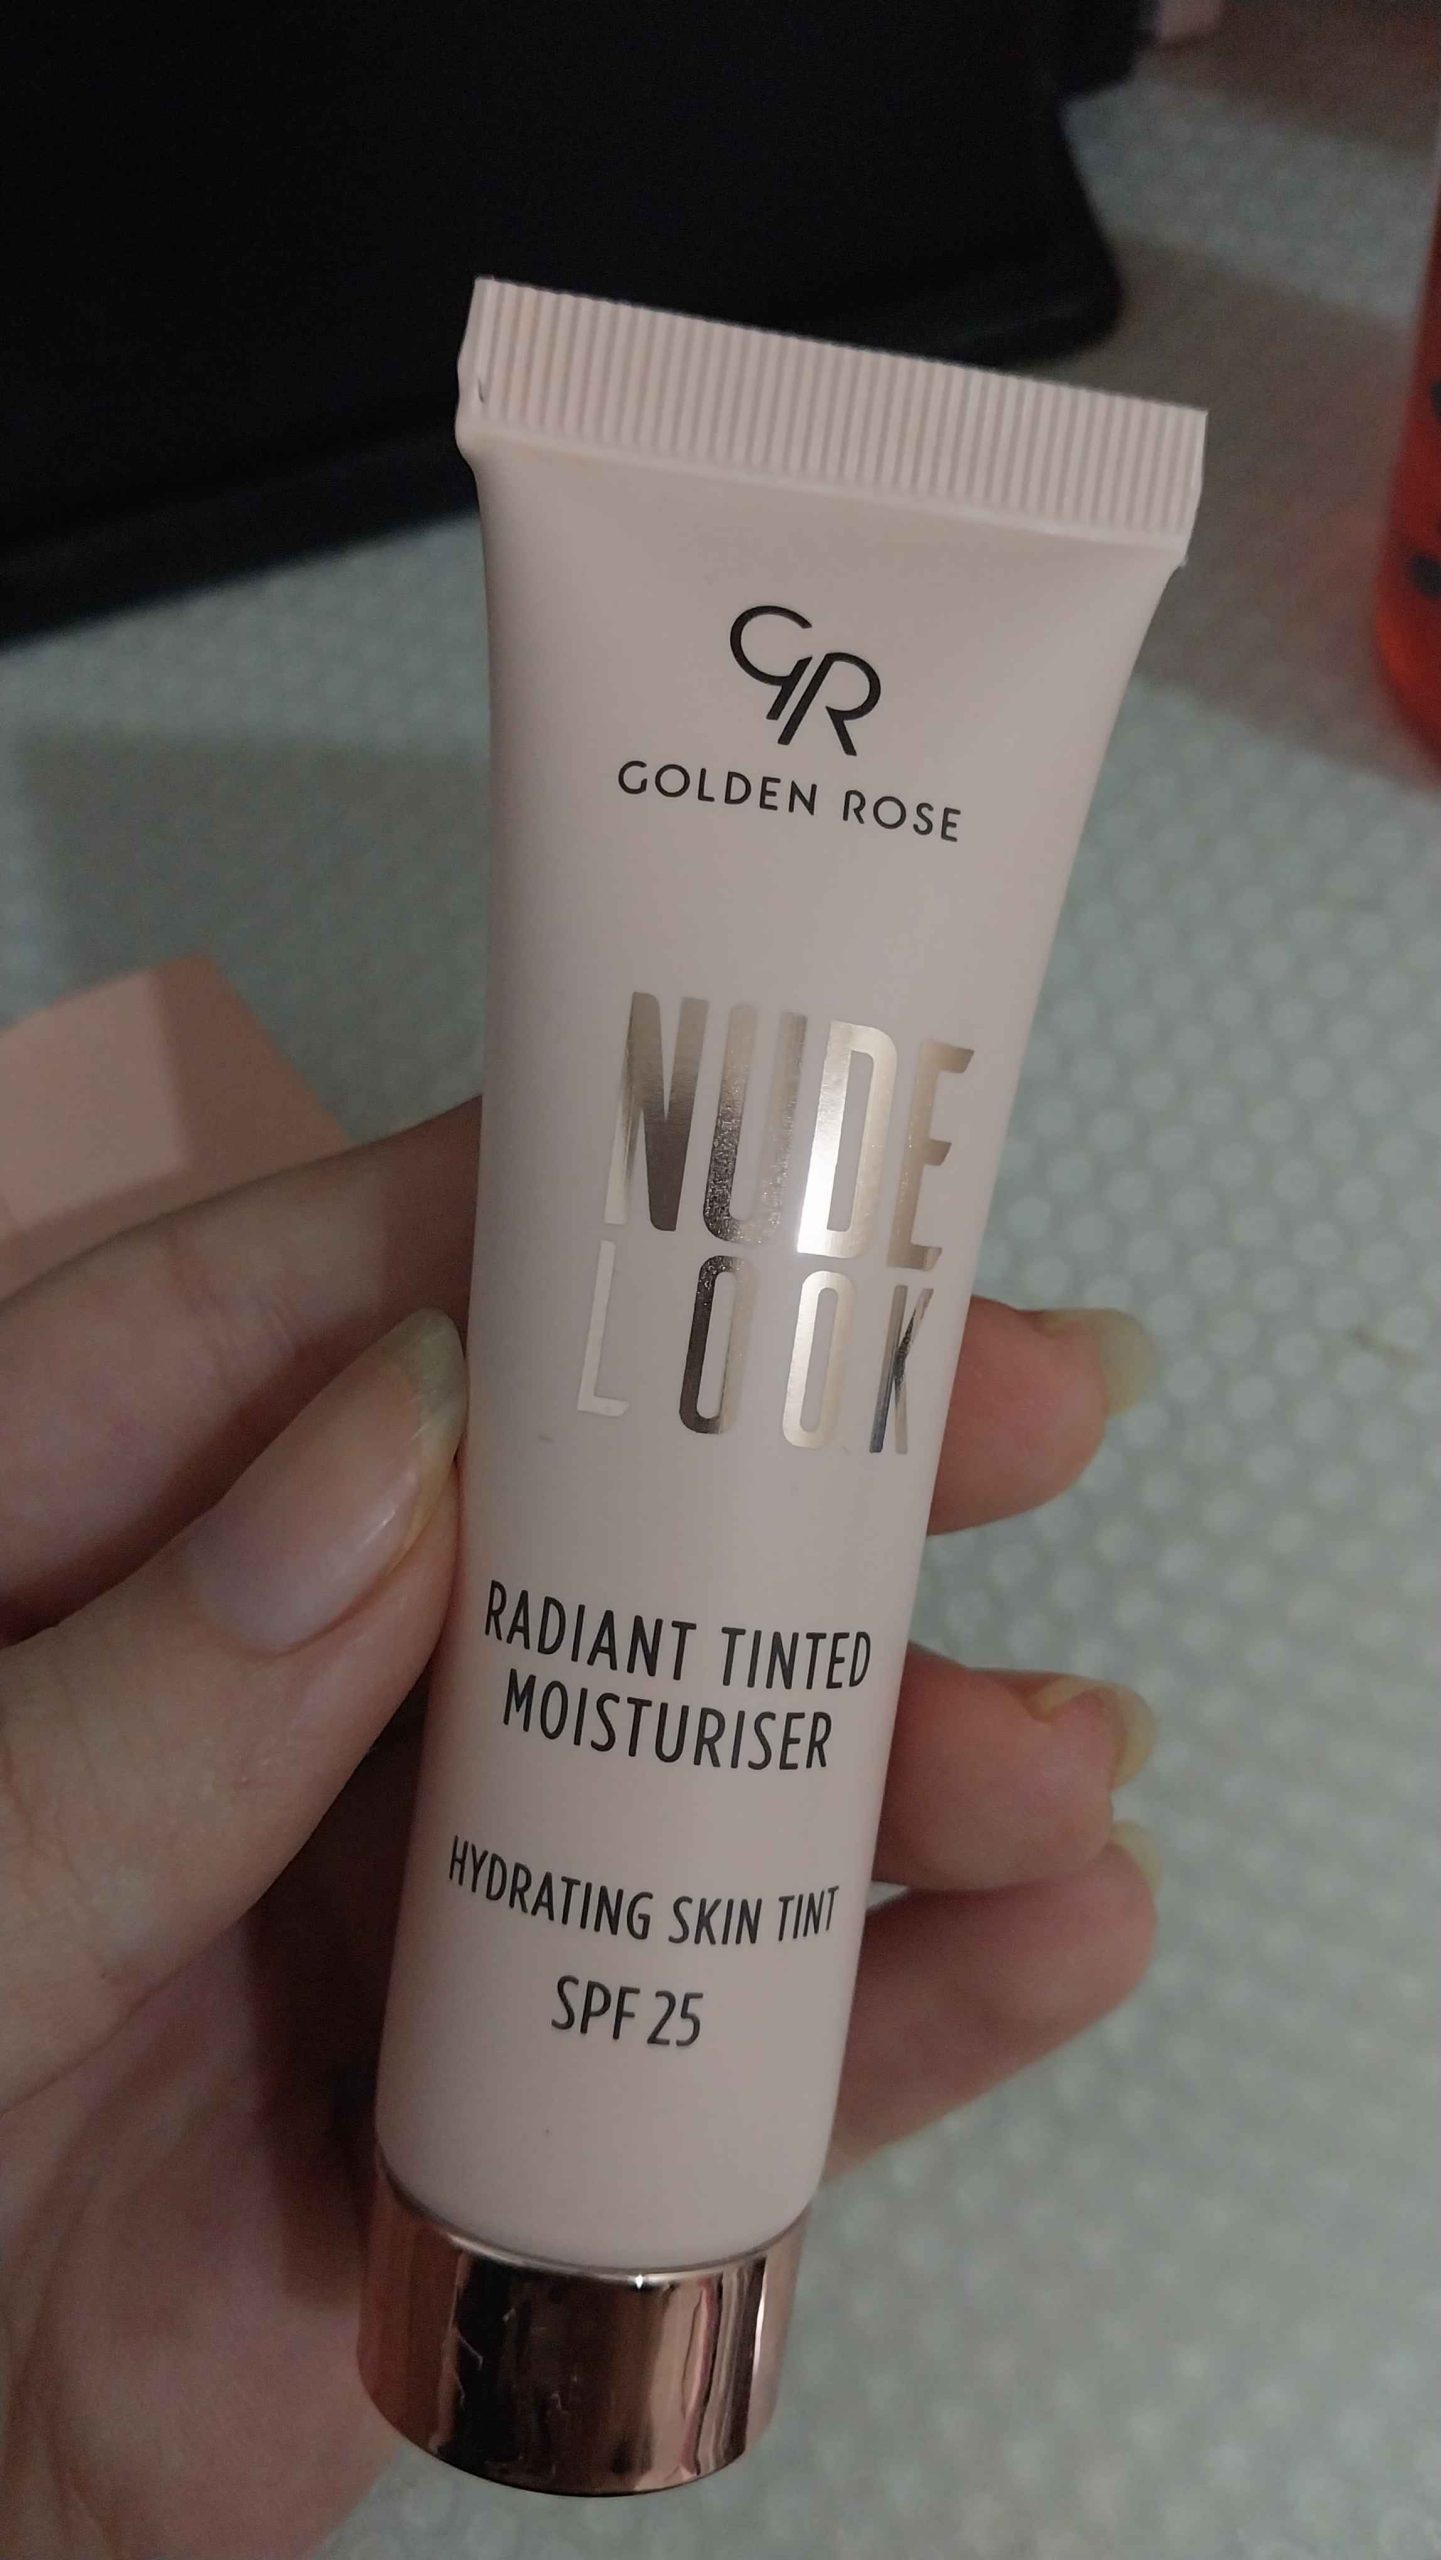 GR
GOLDEN ROSE
NUDE
LOOK
RADIANT TINTED
MOISTURISER
HYDRATING SKIN TINT
SPF 25